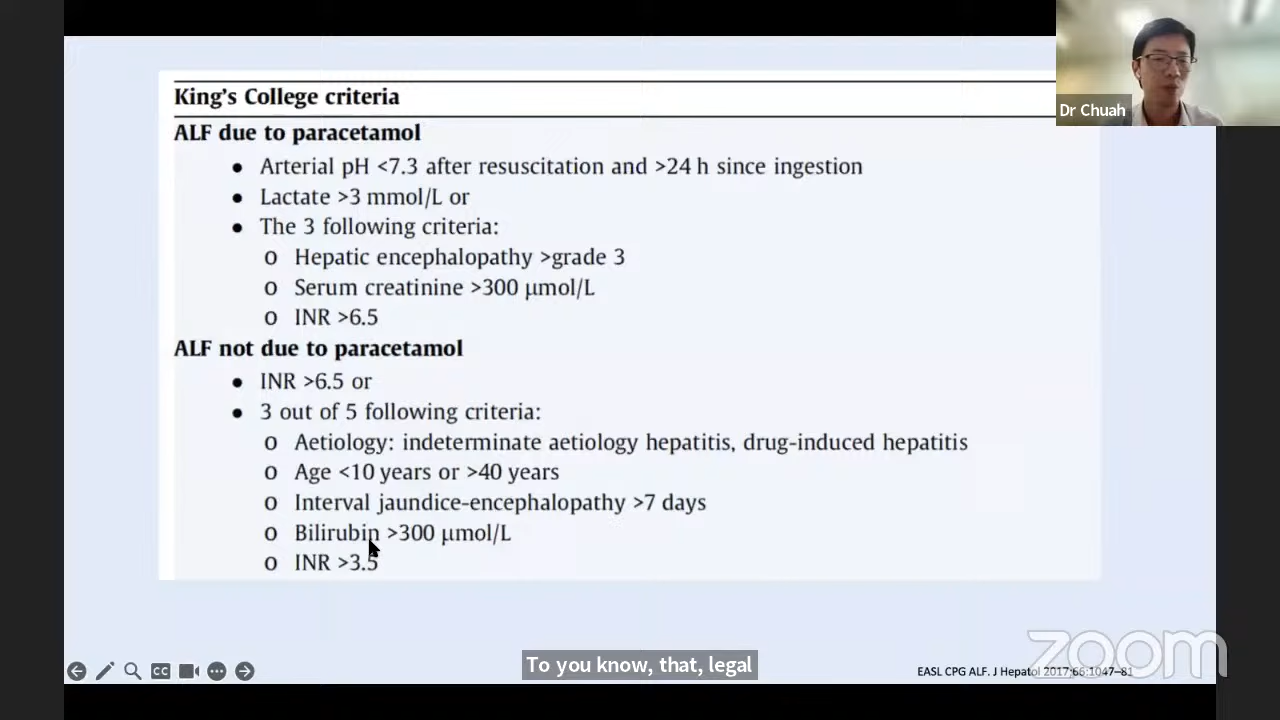 King's College criteria
Dr Chuah
ALF due to paracetamol
• Arterial pH <7.3 after resuscitation and >24 h since ingestion
• Lactate >3 mmol/L or
• The 3 following criteria:
o Hepatic encephalopathy >grade 3
o Serum creatinine >300 μmol/L
o INR >6.5
ALF not due to paracetamol
• INR >6.5 or
• 3 out of 5 following criteria:
o Aetiology: indeterminate aetiology hepatitis, drug-induced hepatitis
o Age <10 years or >40 years
o Interval jaundice-encephalopathy >7 days
o Bilirubin >300 μmol/L
o INR >3.5
zoom
CC
To you know, that, legal
EASL CPG ALF. J Hepatol 2017;66:1047–81